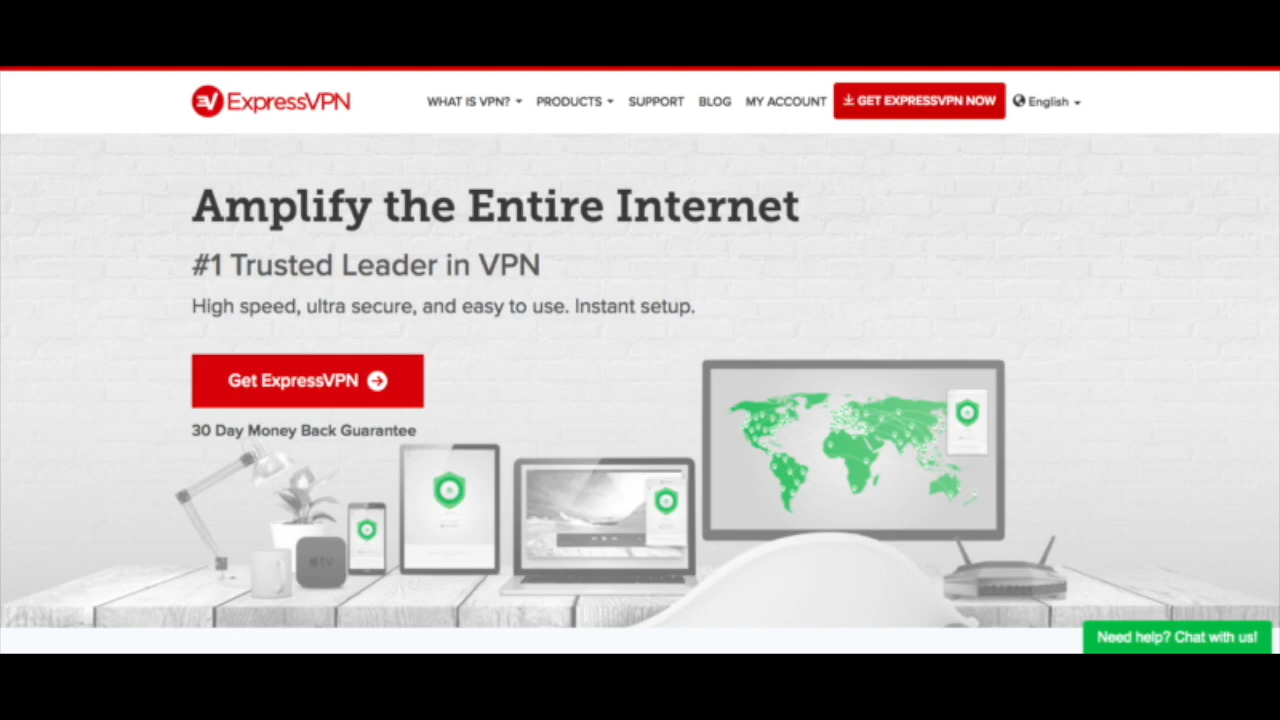 ExpressVPN
WHAT IS VPN?
PRODUCTS
SUPPORT
BLOG
MY ACCOUNT
GET EXPRESSVPN NOW
English
Amplify the Entire Internet
#1 Trusted Leader in VPN
High speed, ultra secure, and easy to use. Instant setup.
Get ExpressVPN
30 Day Money Back Guarantee
tv
Need help? Chat with us!